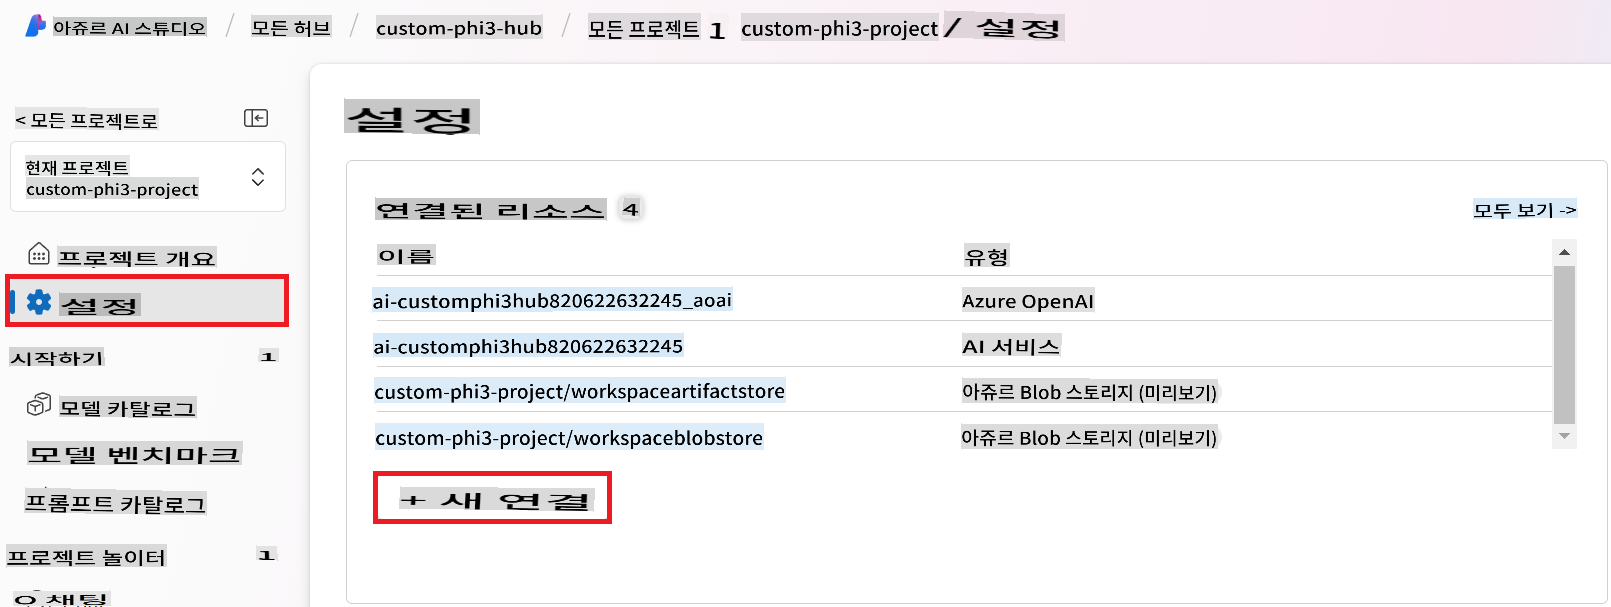 아쥬르 AI 스튜디오 / 모든 허브 / custom-phi3-hub / 모든 프로젝트 1 custom-phi3-project / 설정
< 모든 프로젝트로
현재 프로젝트
custom-phi3-project
프로젝트 개요
설정
시작하기 1
모델 카탈로그
모델 벤치마크
프롬프트 카탈로그
프로젝트 놀이터 1
채팅
설정
연결된 리소스 4
모두 보기 ->
이름 유형
ai-customphi3hub820622632245_aoai Azure OpenAI
ai-customphi3hub820622632245 AI 서비스
custom-phi3-project/workspaceartifactstore 아쥬르 Blob 스토리지 (미리보기)
custom-phi3-project/workspaceblobstore 아쥬르 Blob 스토리지 (미리보기)
+ 새 연결